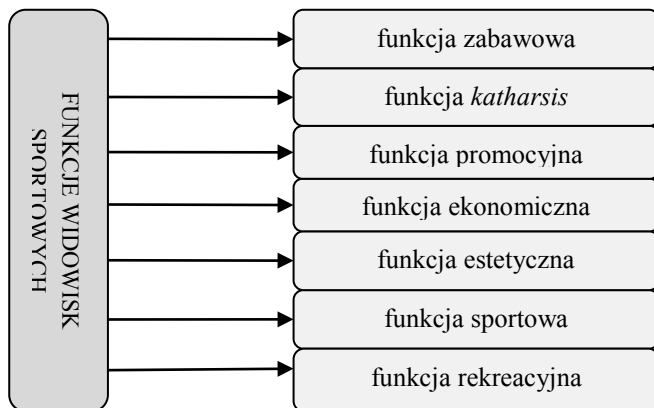 FUNKCJE WIDOWISK
SPORTOWYCH
funkcja zabawowa
funkcja katharsis
funkcja promocyjna
funkcja ekonomiczna
funkcja estetyczna
funkcja sportowa
funkcja rekreacyjna